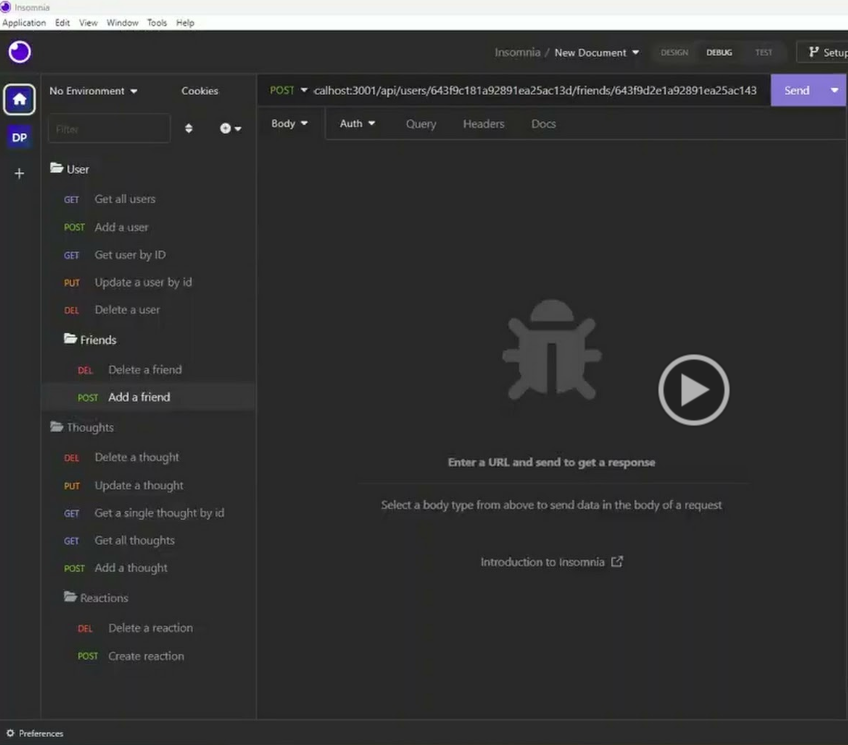 Insomnia
Application Edit View Window Tools Help
Insomnia / New Document DESIGN DEBUG TEST Setup
No Environment Cookies
POST calhost:3001/api/users/643f9c181a92891ea25ac13d/friends/643f9d2e1a92891ea25ac143 Send
Filter
Body Auth Query Headers Docs
DP
User
GET Get all users
POST Add a user
GET Get user by ID
PUT Update a user by id
DEL Delete a user
Friends
DEL Delete a friend
POST Add a friend
Thoughts
DEL Delete a thought
PUT Update a thought
GET Get a single thought by id
GET Get all thoughts
POST Add a thought
Reactions
DEL Delete a reaction
POST Create reaction
Enter a URL and send to get a response
Select a body type from above to send data in the body of a request
Introduction to Insomnia
Preferences